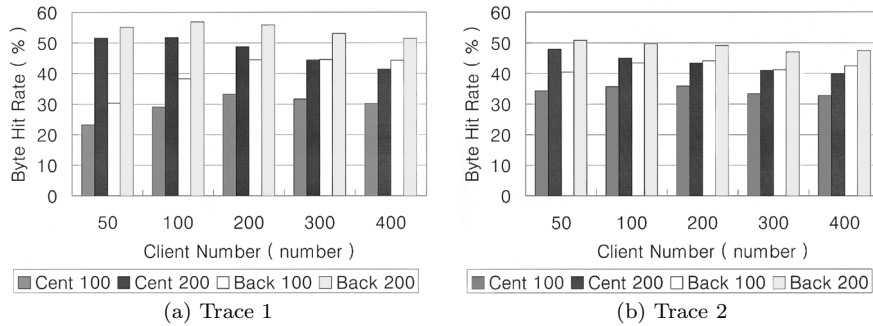 Byte Hit Rate ( % )
60
50
40
30
20
10
0
50 100 200 300 400
Client Number ( number )
Cent 100 Cent 200 Back 100 Back 200
(a) Trace 1
Byte Hit Rate ( % )
60
50
40
30
20
10
0
50 100 200 300 400
Client Number ( number )
Cent 100 Cent 200 Back 100 Back 200
(b) Trace 2